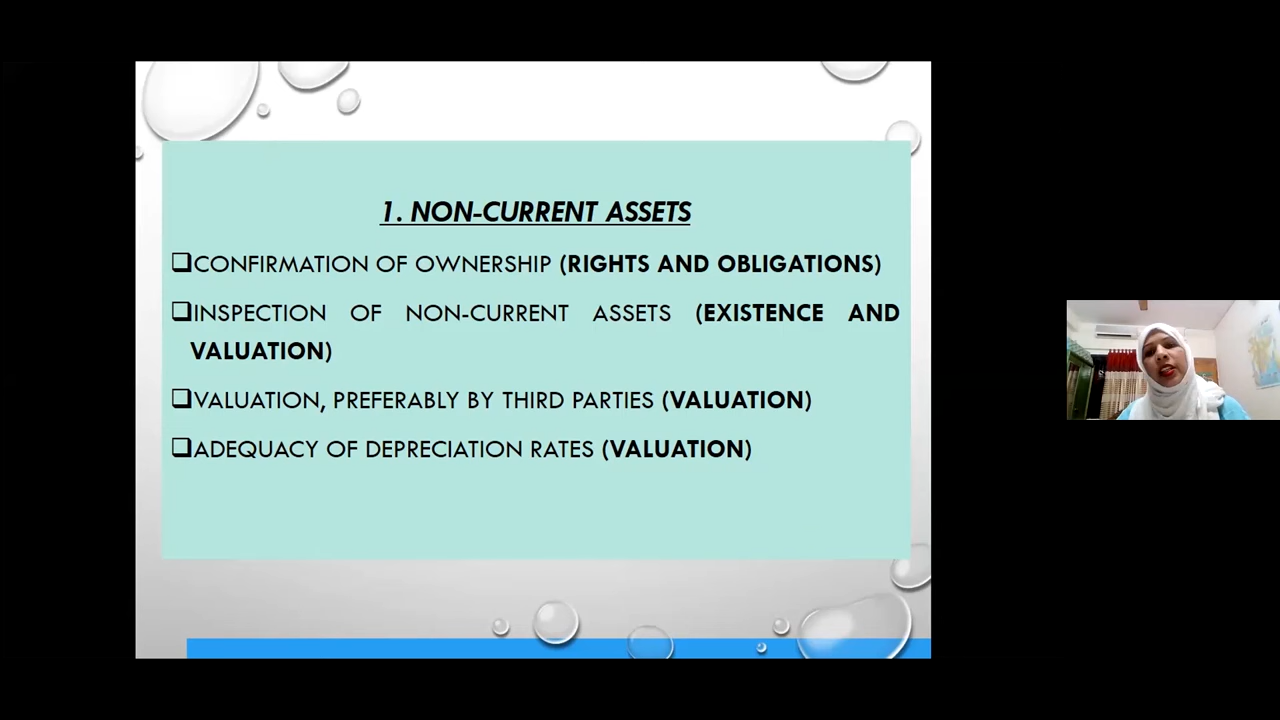 1. NON-CURRENT ASSETS
❑CONFIRMATION OF OWNERSHIP (RIGHTS AND OBLIGATIONS)
❑INSPECTION OF NON-CURRENT ASSETS (EXISTENCE AND
VALUATION)
❑VALUATION, PREFERABLY BY THIRD PARTIES (VALUATION)
❑ADEQUACY OF DEPRECIATION RATES (VALUATION)